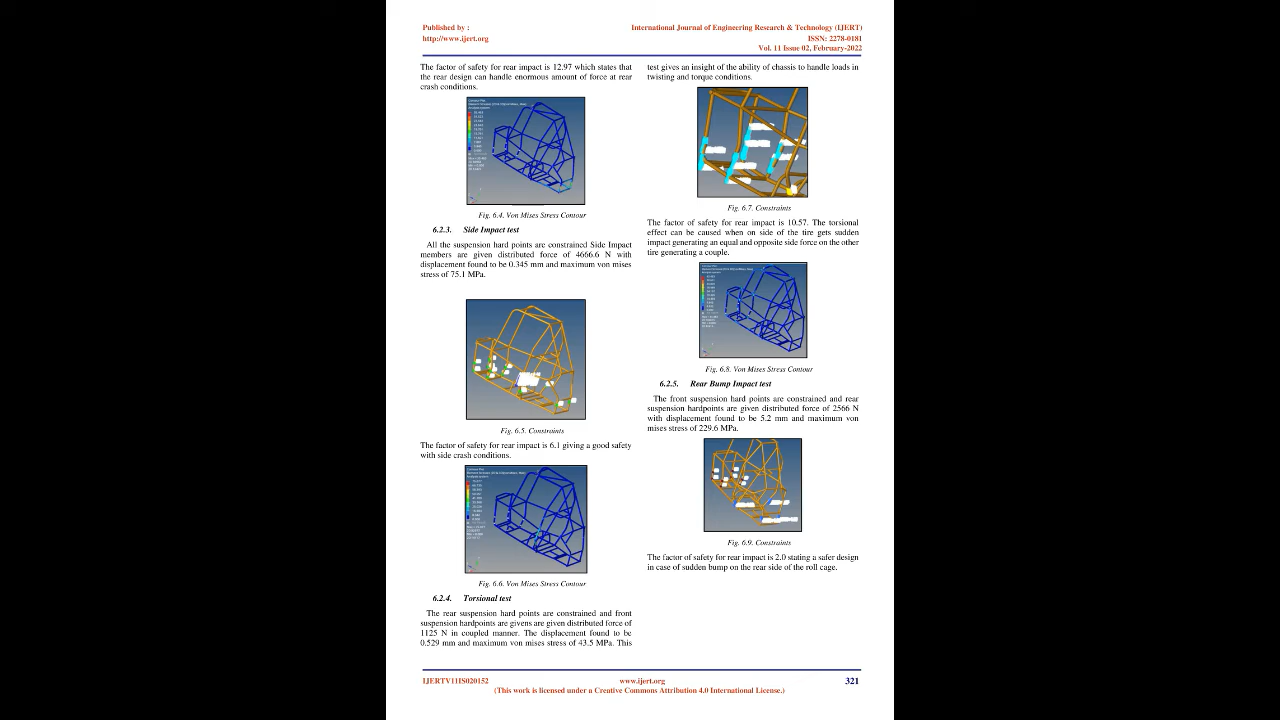 Published by :
http://www.ijert.org
International Journal of Engineering Research & Technology (IJERT)
ISSN: 2278-0181
Vol. 11 Issue 02, February-2022
The factor of safety for rear impact is 12.97 which states that
the rear design can handle enormous amount of force at rear
crash conditions.
Fig. 6.4. Von Mises Stress Contour
6.2.3. Side Impact test
All the suspension hard points are constrained Side Impact
members are given distributed force of 4666.6 N with
displacement found to be 0.345 mm and maximum von mises
stress of 75.1 MPa.
Fig. 6.5. Constraints
The factor of safety for rear impact is 6.1 giving a good safety
with side crash conditions.
Fig. 6.6. Von Mises Stress Contour
6.2.4. Torsional test
The rear suspension hard points are constrained and front
suspension hardpoints are givens are given distributed force of
1125 N in coupled manner. The displacement found to be
0.529 mm and maximum von mises stress of 43.5 MPa. This
test gives an insight of the ability of chassis to handle loads in
twisting and torque conditions.
Fig. 6.7. Constraints
The factor of safety for rear impact is 10.57. The torsional
effect can be caused when on side of the tire gets sudden
impact generating an equal and opposite side force on the other
tire generating a couple.
Fig. 6.8. Von Mises Stress Contour
6.2.5. Rear Bump Impact test
The front suspension hard points are constrained and rear
suspension hardpoints are given distributed force of 2566 N
with displacement found to be 5.2 mm and maximum von
mises stress of 229.6 MPa.
Fig. 6.9. Constraints
The factor of safety for rear impact is 2.0 stating a safer design
in case of sudden bump on the rear side of the roll cage.
IJERTV11IS020152
www.ijert.org
321
(This work is licensed under a Creative Commons Attribution 4.0 International License.)